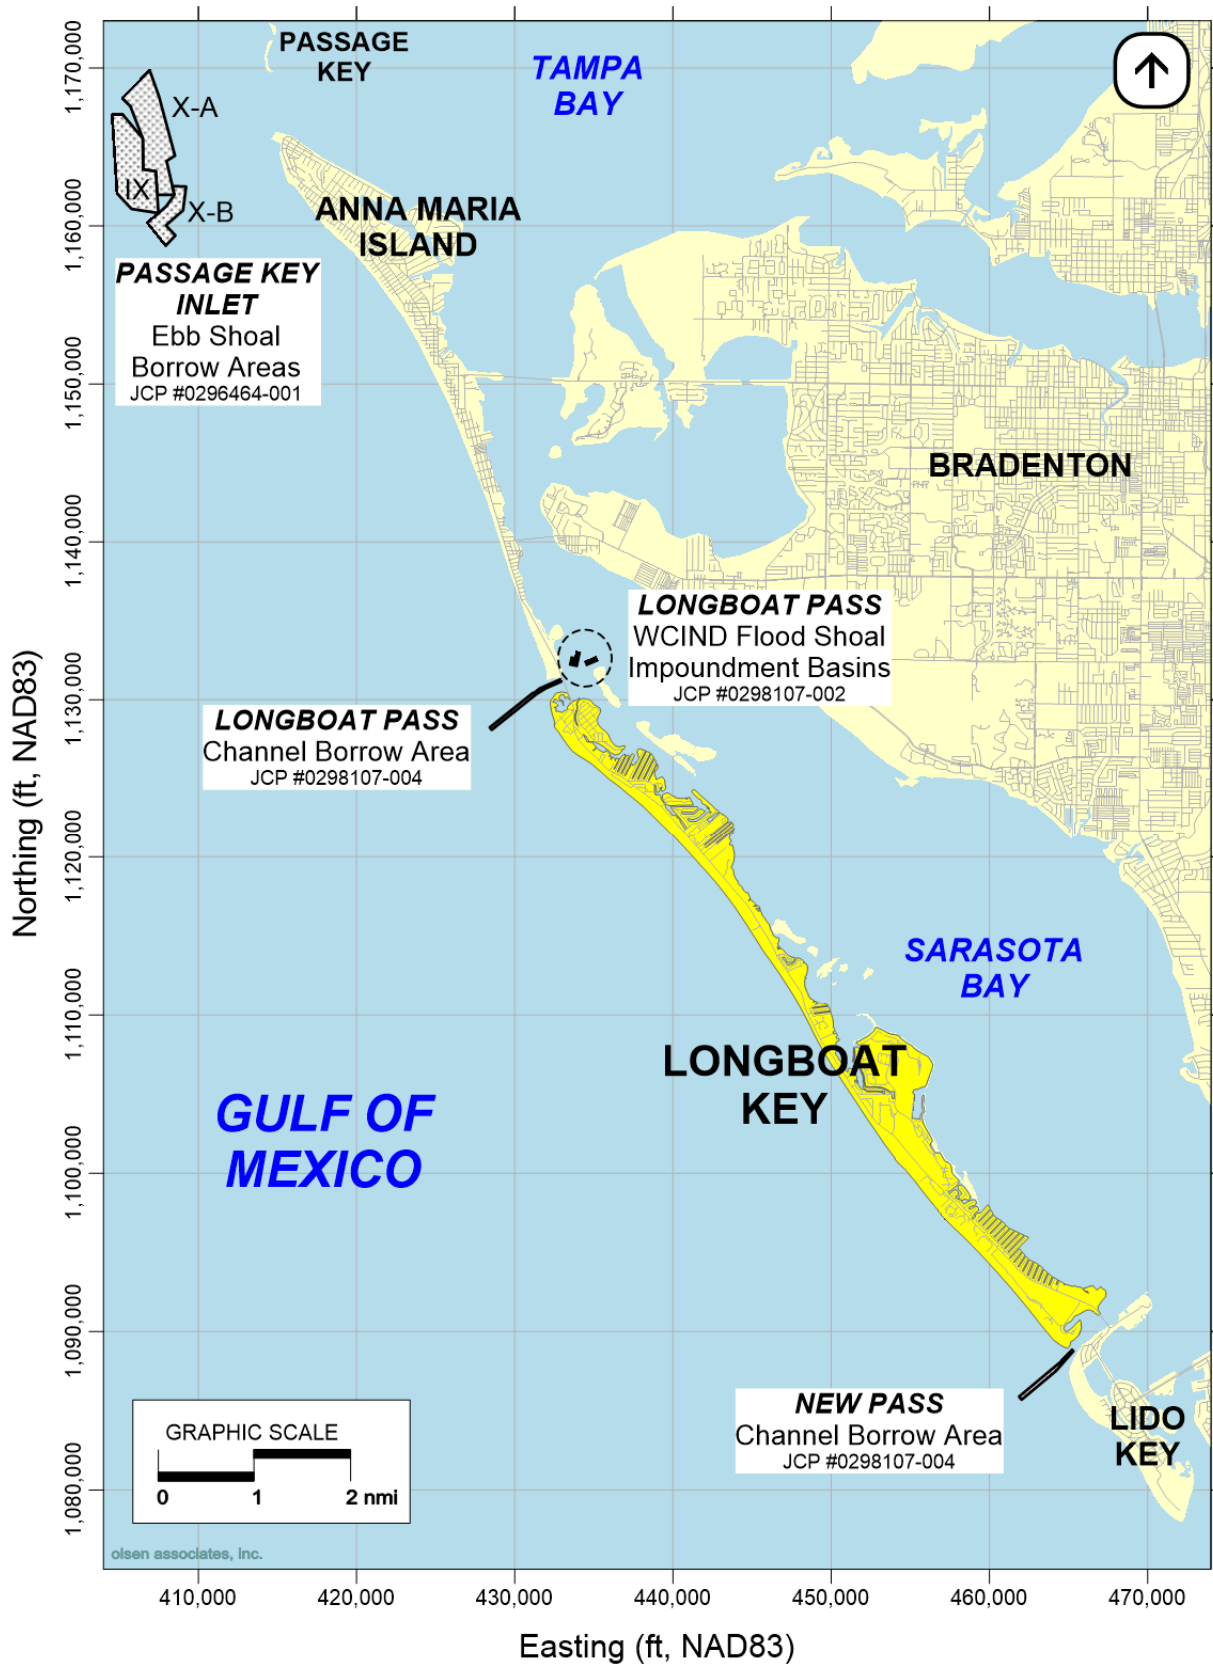 PASSAGE
KEY
TAMPA
BAY
X-A
IX
X-B
ANNA MARIA
ISLAND
PASSAGE KEY
INLET
Ebb Shoal
Borrow Areas
JCP #0296464-001
BRADENTON
LONGBOAT PASS
WCIND Flood Shoal
Impoundment Basins
JCP #0298107-002
LONGBOAT PASS
Channel Borrow Area
JCP #0298107-004
SARASOTA
BAY
LONGBOAT
KEY
GULF OF
MEXICO
NEW PASS
Channel Borrow Area
JCP #0298107-004
LIDO
KEY
GRAPHIC SCALE
0 1 2 nmi
olsen associates, inc.
1,170,000
1,160,000
1,150,000
1,140,000
1,130,000
1,120,000
1,110,000
1,100,000
1,090,000
1,080,000
Northing (ft, NAD83)
410,000 420,000 430,000 440,000 450,000 460,000 470,000
Easting (ft, NAD83)